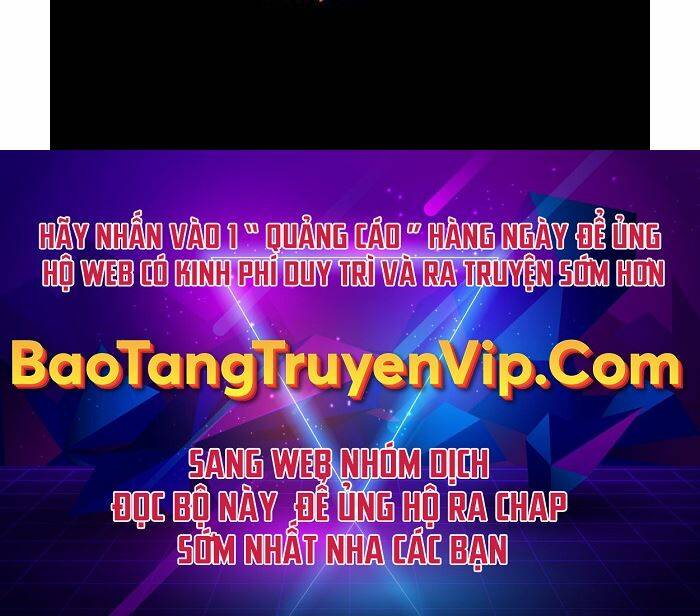 HÃY NHẤN VÀO 1 “ QUẢNG CÁO ” HÀNG NGÀY ĐỂ ỦNG
HỘ WEB CÓ KINH PHÍ DUY TRÌ VÀ RA TRUYỆN SỚM HƠN
BaoTangTruyenVip.Com
SANG WEB NHÓM DỊCH
ĐỌC BỘ NÀY ĐỂ ỦNG HỘ RA CHAP
SỚM NHẤT NHA CÁC BẠN